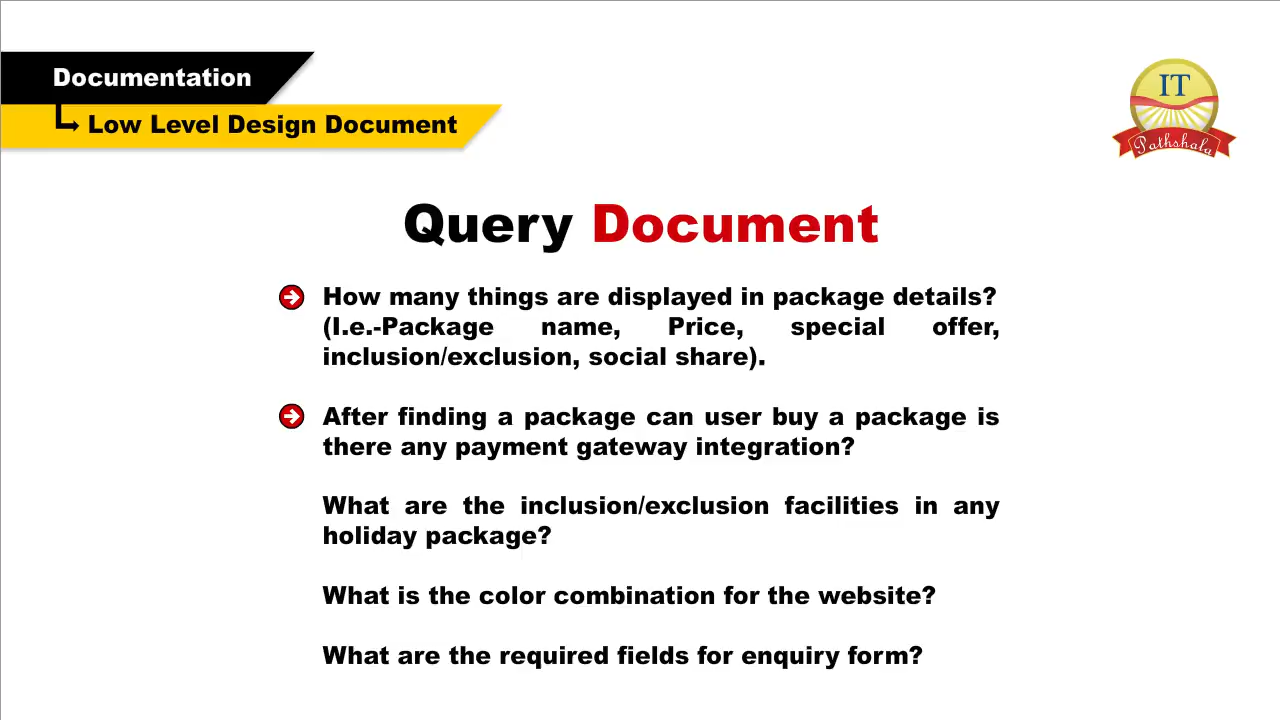 Documentation
Low Level Design Document
IT
Pathshala
Query Document
How many things are displayed in package details?
(I.e.-Package name, Price, special offer,
inclusion/exclusion, social share).
After finding a package can user buy a package is
there any payment gateway integration?
What are the inclusion/exclusion facilities in any
holiday package?
What is the color combination for the website?
What are the required fields for enquiry form?